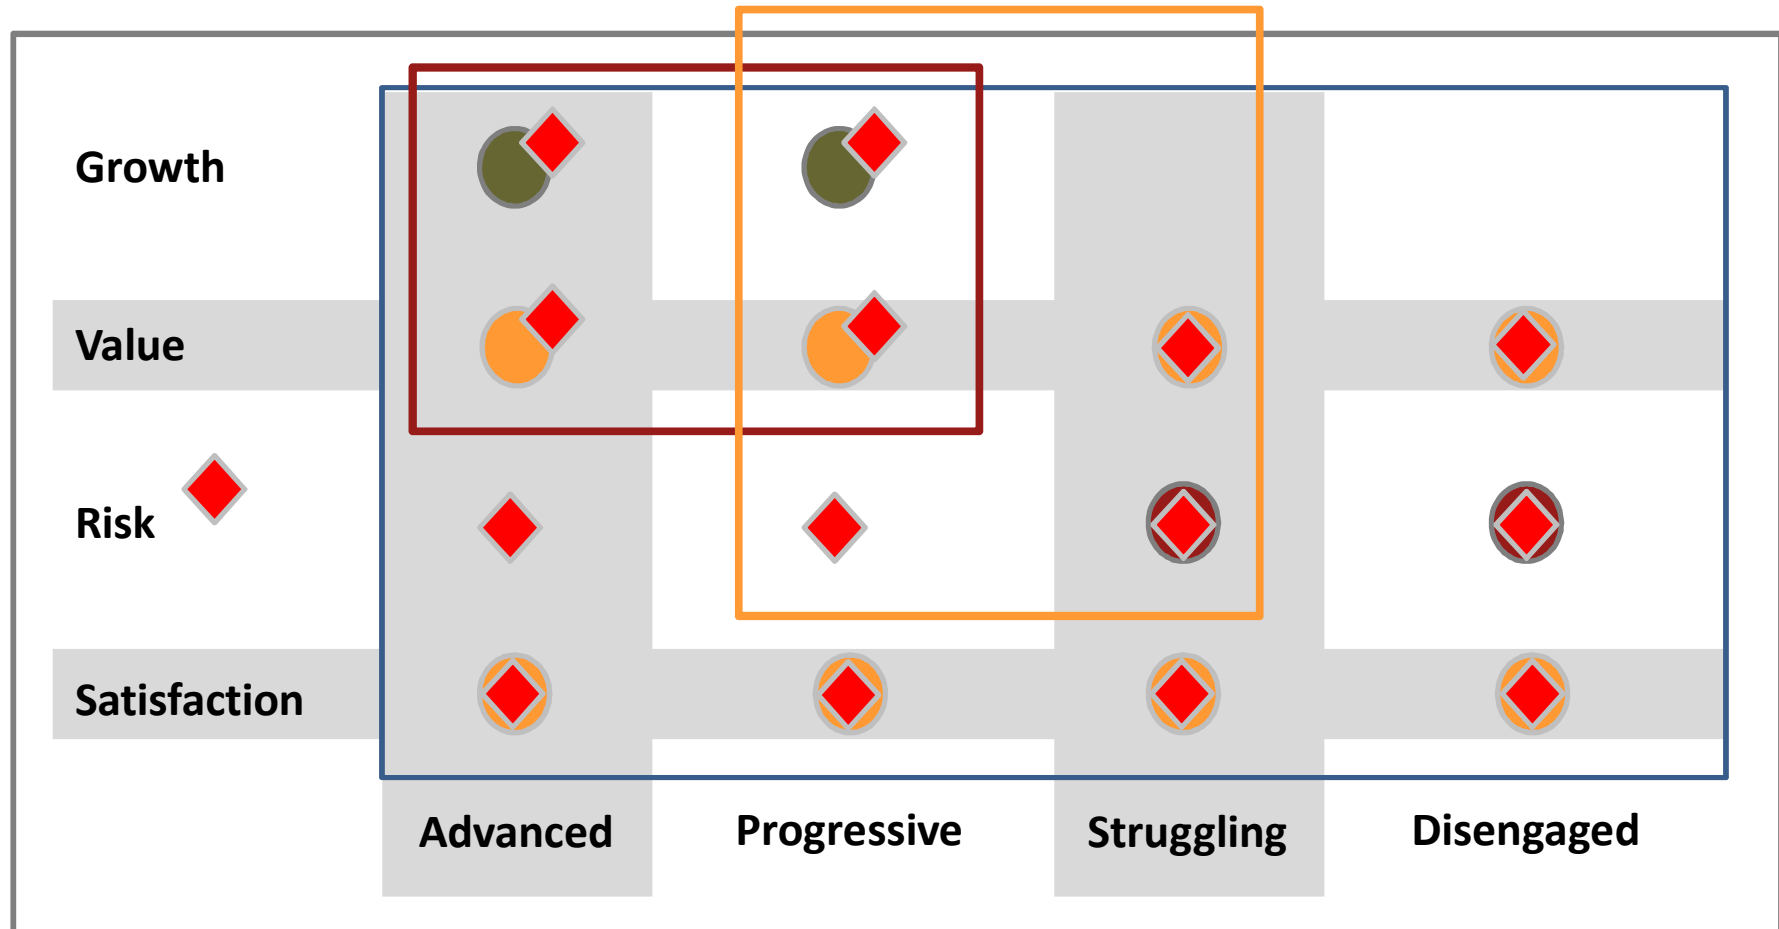 Growth
Value
Risk
Satisfaction
Advanced
Progressive
Struggling
Disengaged